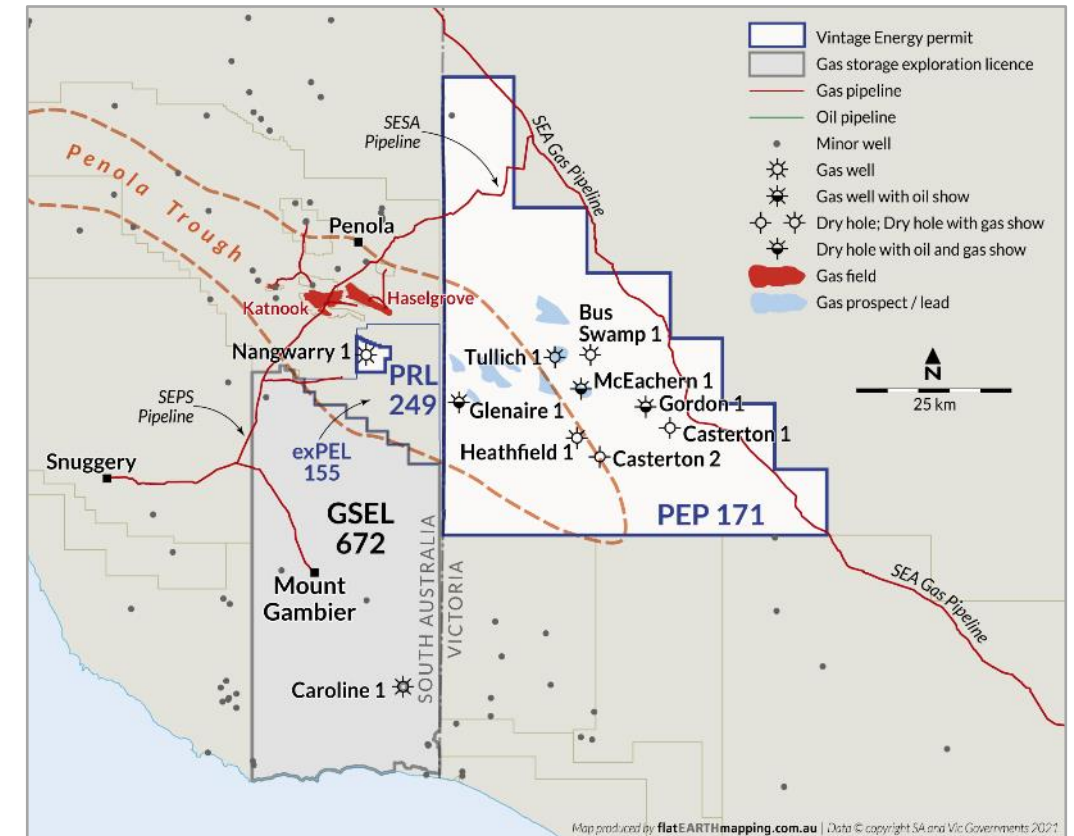 Vintage Energy permit
Gas storage exploration licence
Gas pipeline
Oil pipeline
Minor well
Gas well
Gas well with oil show
Dry hole; Dry hole with gas show
Dry hole with oil and gas show
Gas field
Gas prospect / lead
N
25 km
SESA
Pipeline
SEA Gas Pipeline
Penola Trough
Penola
Katnook
Haselgrove
Nangwarry 1
PRL
249
SEPS
Pipeline
exPEL
155
Snuggery
GSEL
672
Mount
Gambier
Caroline 1
SOUTH AUSTRALIA
VICTORIA
Bus
Swamp 1
Tullich 1
McEachern 1
Glenaire 1
Gordon 1
Casterton 1
Heathfield 1
Casterton 2
PEP 171
SEA Gas Pipeline
Map produced by flatEARTHmapping.com.au | Data © copyright SA and Vic Governments 2021